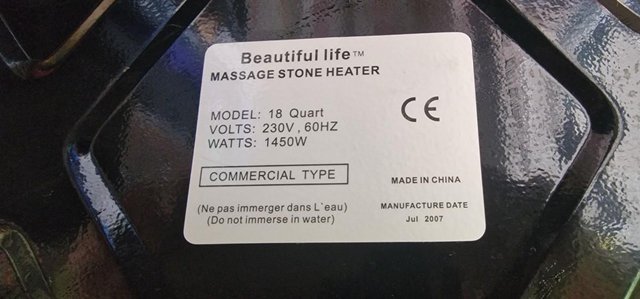 Beautiful life™
MASSAGE STONE HEATER
MODEL: 18 Quart
VOLTS: 230V, 60HZ
WATTS: 1450W
CE
COMMERCIAL TYPE
MADE IN CHINA
(Ne pas immerger dans L`eau)
(Do not immerse in water)
MANUFACTURE DATE
Jul 2007